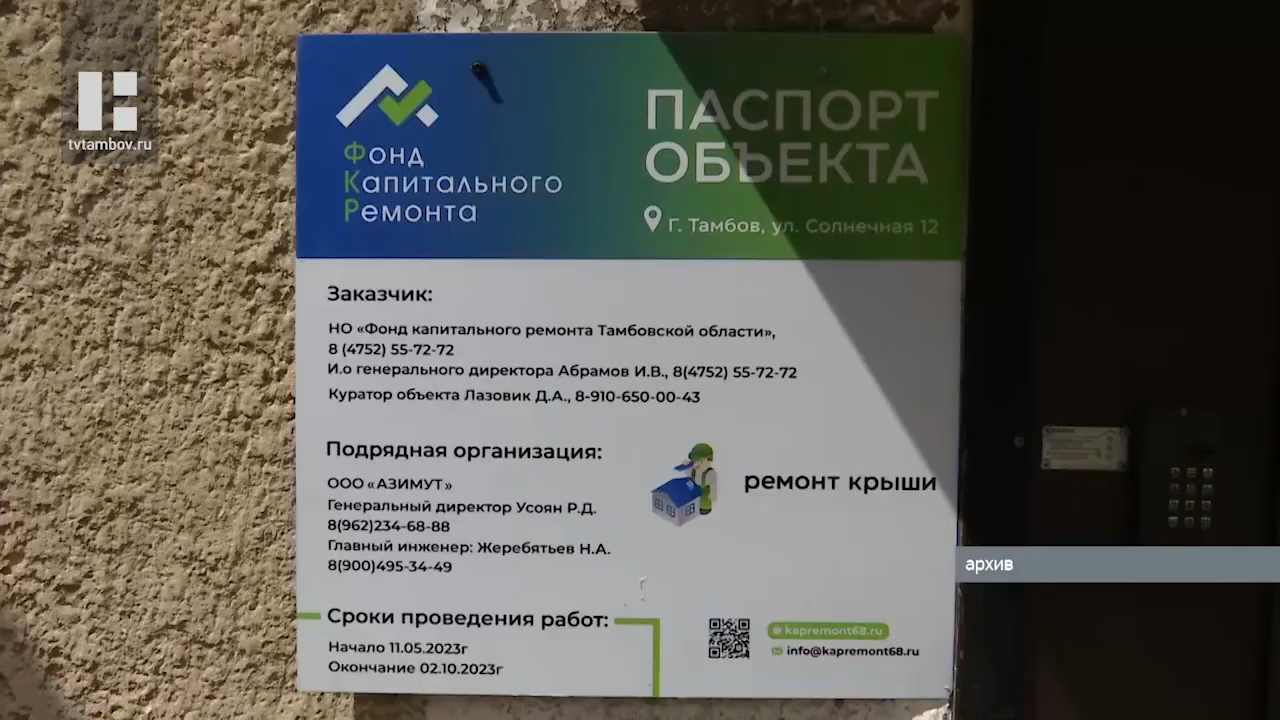 tvtambov.ru
Фонд
Капитального
Ремонта
ПАСПОРТ
ОБЪЕКТА
Г. Тамбов, ул. Солнечная 12
Заказчик:
НО «Фонд капитального ремонта Тамбовской области»,
8 (4752) 55-72-72
И.о генерального директора Абрамов И.В., 8(4752) 55-72-72
Куратор объекта Лазовик Д.А., 8-910-650-00-43
Подрядная организация:
ООО «АЗИМУТ»
Генеральный директор Усоян Р.Д.
8(962)234-68-88
Главный инженер: Жеребятьев Н.А.
8(900)495-34-49
ремонт крыши
архив
Сроки проведения работ:
Начало 11.05.2023г
Окончание 02.10.2023г
kapremont68.ru
info@kapremont68.ru